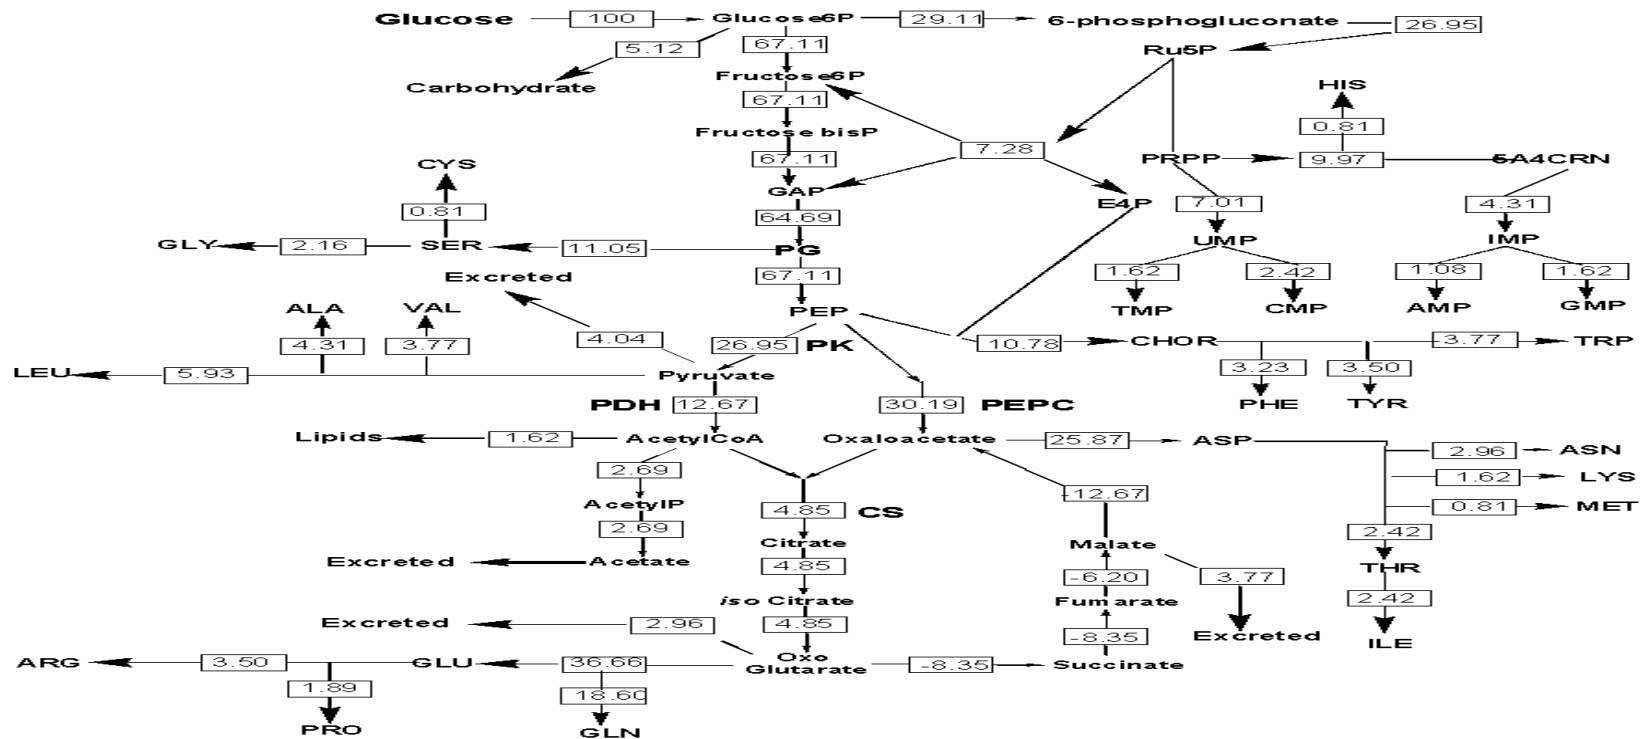 Glucose 100 Glucose6P 29.11 6-phosphogluconate 26.95
5.12 67.11 Ru5P
Carbohydrate Fructose6P HIS
67.11 0.81
Fructose bisP
67.11 7.28 PRPP 9.97 5A4CRN
CYS GAP E4P 7.01 4.31
0.81 64.69
GLY 2.16 SER 11.05 PG UMP IMP
Excreted 67.11 1.62 2.42 1.08 1.62
ALA VAL PEP TMP CMP AMP GMP
4.31 3.77 4.04 26.95 PK 10.78 CHOR 3.77 TRP
LEU 5.93 Pyruvate 3.23 3.50
PDH 12.67 30.19 PEPC PHE TYR
Lipids 1.62 AcetylCoA Oxaloacetate 25.87 ASP 2.96 ASN
2.69 1.62 LYS
AcetylP 4.85 CS -12.67 0.81 MET
2.69 Citrate Malate 2.42
Excreted Acetate 4.85 -6.20 3.77 THR
iso Citrate Fumarate 2.42
Excreted 2.96 4.85 -8.35 Excreted ILE
ARG 3.50 GLU 36.66 Oxo
Glutarate -8.35 Succinate
1.89 18.60
PRO GLN